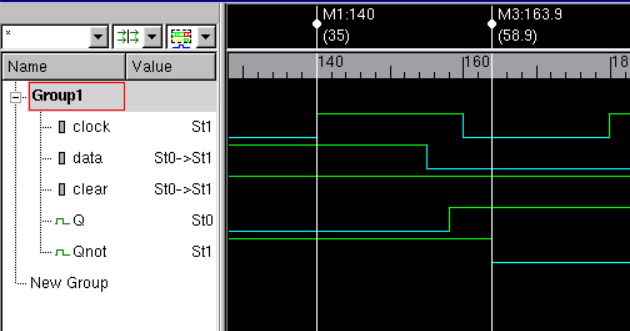 M1:140 M3:163.9
(35) (58.9)
*
Name Value
140 160 18
Group1
clock St1
data St0->St1
clear St0->St1
Q St0
Qnot St1
New Group